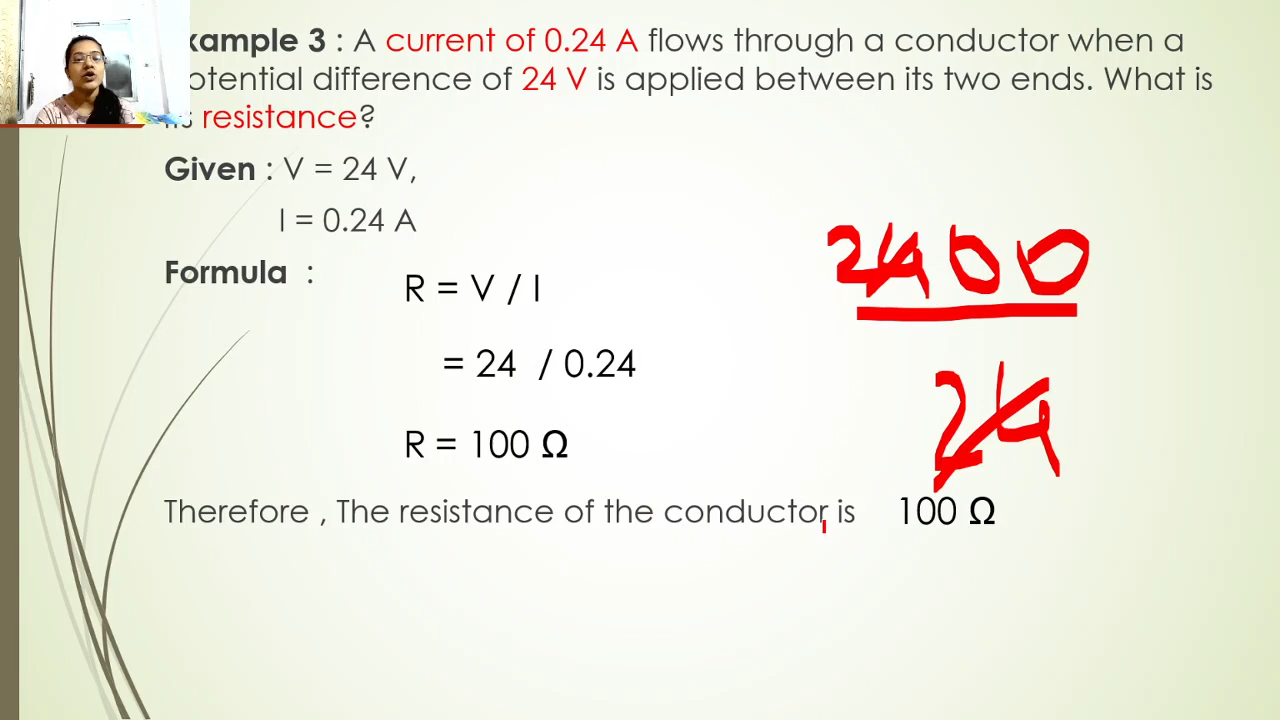 xample 3 : A current of 0.24 A flows through a conductor when a
otential difference of 24 V is applied between its two ends. What is
its resistance?
Given : V = 24 V,
I = 0.24 A
Formula :
R = V / I
= 24 / 0.24
R = 100 Ω
2400
24
Therefore , The resistance of the conductor is 100 Ω